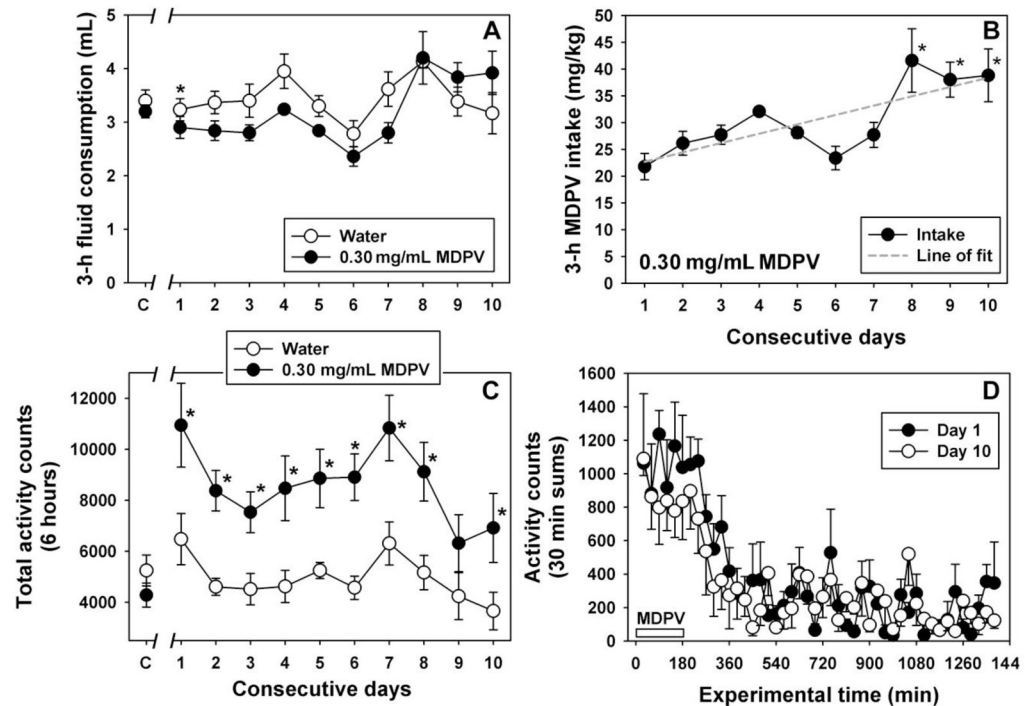 A
3-h fluid consumption (mL)
5
4
3
2
1
0
*
Water
0.30 mg/mL MDPV
C 1 2 3 4 5 6 7 8 9 10
B
3-h MDPV intake (mg/kg)
50
45
40
35
30
25
20
15
10
5
0
* * *
0.30 mg/mL MDPV
Intake
Line of fit
1 2 3 4 5 6 7 8 9 10
Consecutive days
Water
0.30 mg/mL MDPV
C
Total activity counts
(6 hours)
12000
10000
8000
6000
4000
* * * * * * * * *
C 1 2 3 4 5 6 7 8 9 10
Consecutive days
D
Activity counts
(30 min sums)
1600
1400
1200
1000
800
600
400
200
0
Day 1
Day 10
MDPV
0 180 360 540 720 900 1080 1260 144
Experimental time (min)